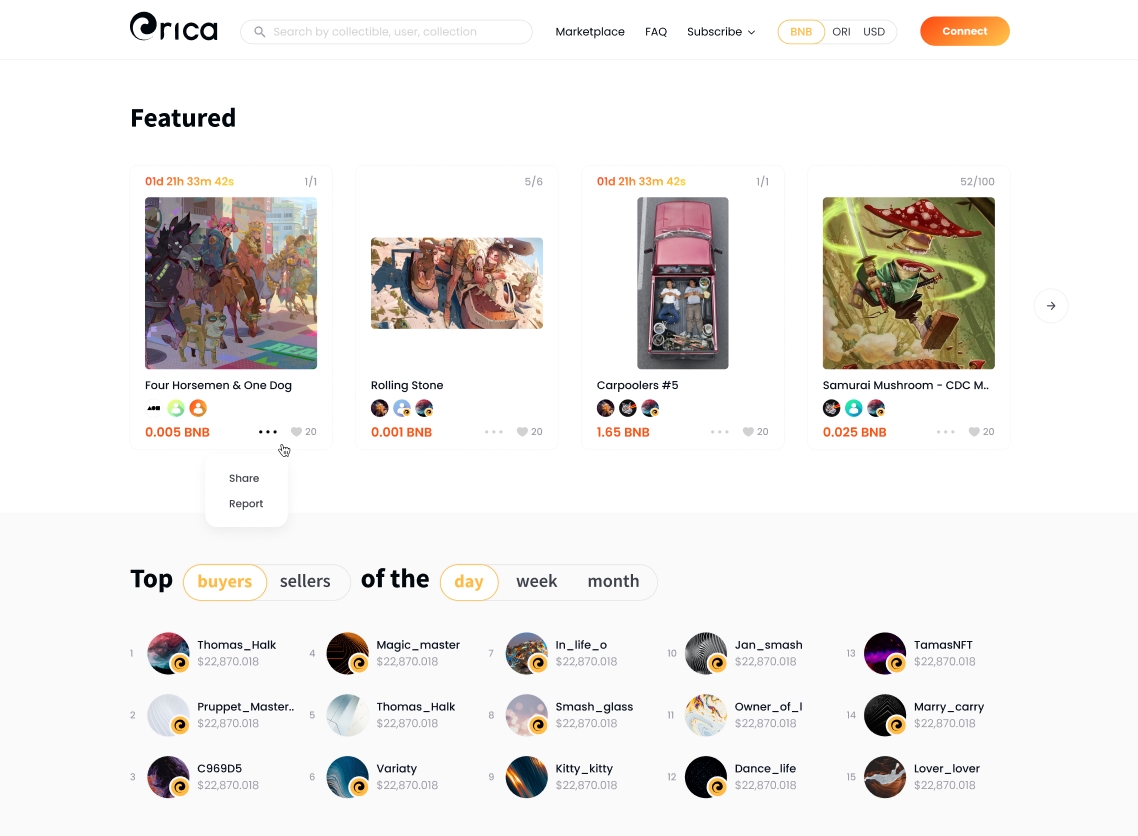 Orica
Search by collectible, user, collection
Marketplace
FAQ
Subscribe
BNB
ORI
USD
Connect
Featured
01d 21h 33m 42s
1/1
Four Horsemen & One Dog
0.005 BNB
20
Share
Report
5/6
Rolling Stone
0.001 BNB
20
01d 21h 33m 42s
1/1
Carpoolers #5
1.65 BNB
20
52/100
Samurai Mushroom - CDC M..
0.025 BNB
20
Top buyers sellers of the day week month
1
Thomas_Halk
$22,870.018
2
Pruppet_Master..
$22,870.018
3
C969D5
$22,870.018
4
Magic_master
$22,870.018
5
Thomas_Halk
$22,870.018
6
Variaty
$22,870.018
7
In_life_o
$22,870.018
8
Smash_glass
$22,870.018
9
Kitty_kitty
$22,870.018
10
Jan_smash
$22,870.018
11
Owner_of_l
$22,870.018
12
Dance_life
$22,870.018
13
TamasNFT
$22,870.018
14
Marry_carry
$22,870.018
15
Lover_lover
$22,870.018